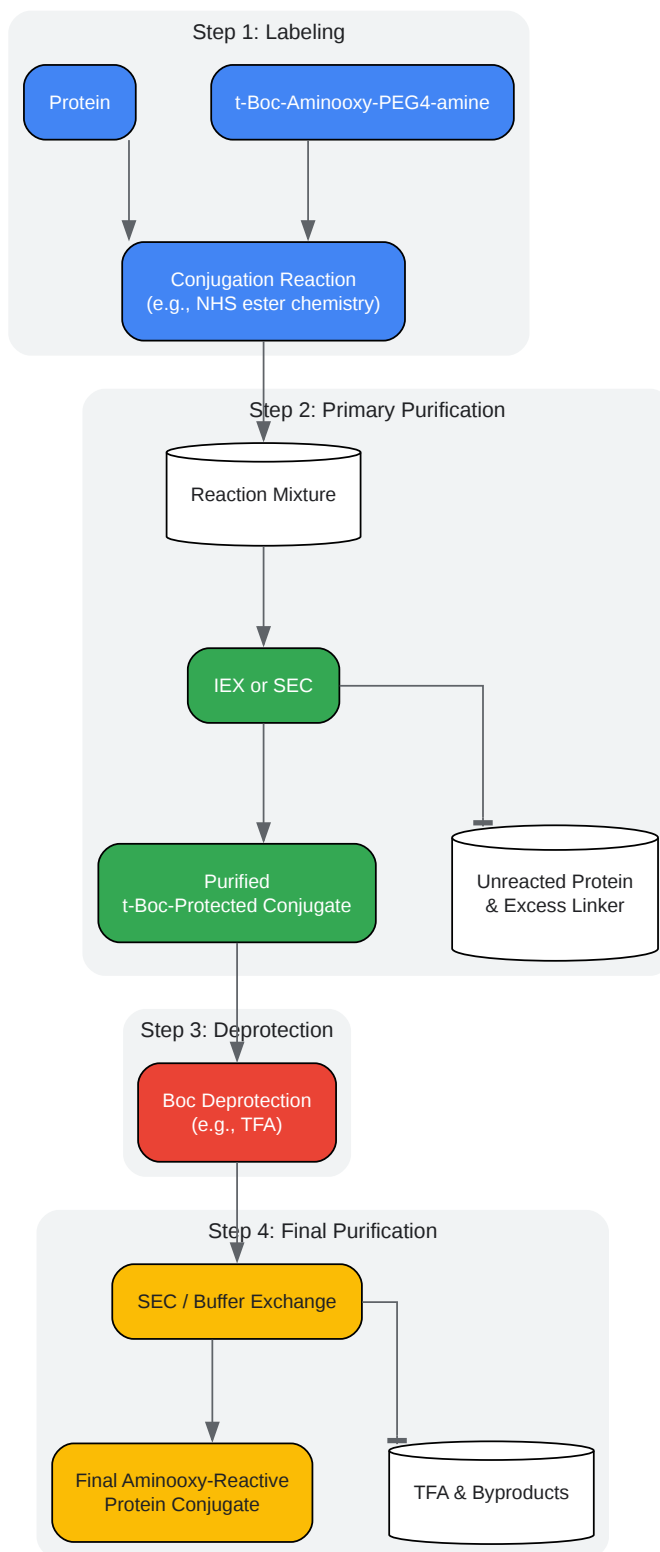 Step 1: Labeling
Protein
t-Boc-Aminooxy-PEG4-amine
Conjugation Reaction
(e.g., NHS ester chemistry)
Step 2: Primary Purification
Reaction Mixture
IEX or SEC
Purified
t-Boc-Protected Conjugate
Unreacted Protein
& Excess Linker
Step 3: Deprotection
Boc Deprotection
(e.g., TFA)
Step 4: Final Purification
SEC / Buffer Exchange
Final Aminooxy-Reactive
Protein Conjugate
TFA & Byproducts